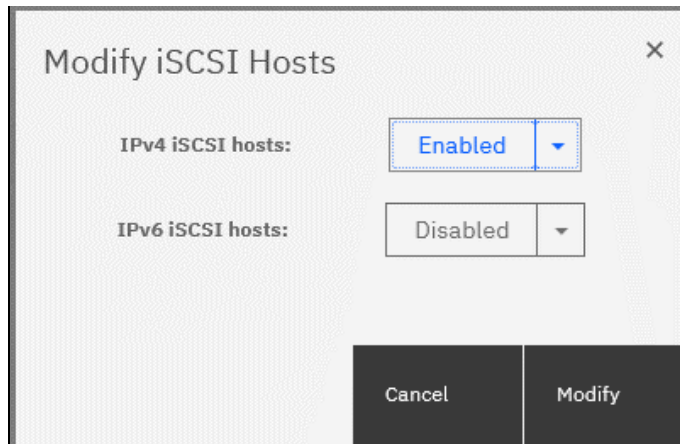 Modify iSCSI Hosts
IPv4 iSCSI hosts: Enabled
IPv6 iSCSI hosts: Disabled
Cancel Modify